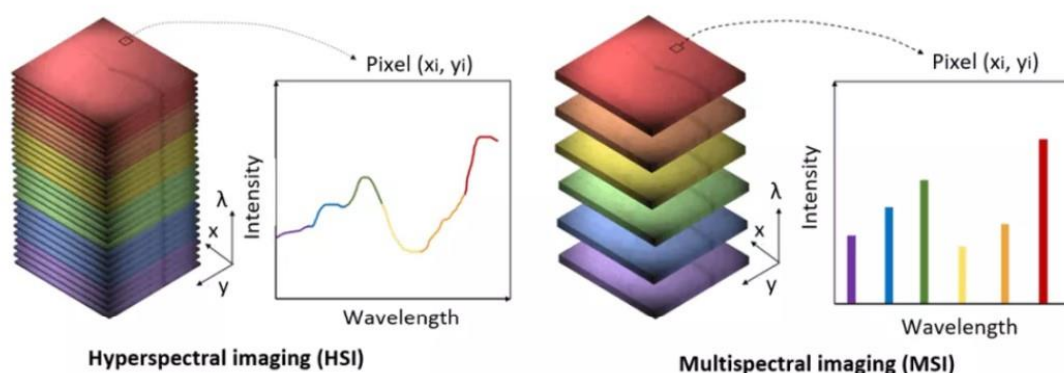 Pixel (xi, yi)
Intensity
λ
x
y
Wavelength
Hyperspectral imaging (HSI)
Pixel (xi, yi)
Intensity
λ
x
y
Wavelength
Multispectral imaging (MSI)